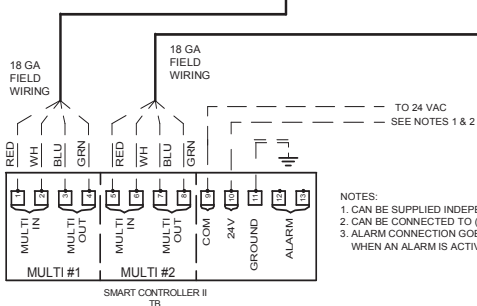 18 GA
FIELD
WIRING
18 GA
FIELD
WIRING
TO 24 VAC
SEE NOTES 1 & 2
RED
WH
BLU
GRN
RED
WH
BLU
GRN
1
2
3
4
5
6
7
8
9
10
11
12
13
MULTI
IN
MULTI
OUT
MULTI
IN
MULTI
OUT
COM
24V
GROUND
ALARM
MULTI #1
MULTI #2
SMART CONTROLLER II
TB
NOTES:
1. CAN BE SUPPLIED
2. CAN BE CONNECTED TO
3. ALARM CONNECTION
WHEN AN ALARM IS